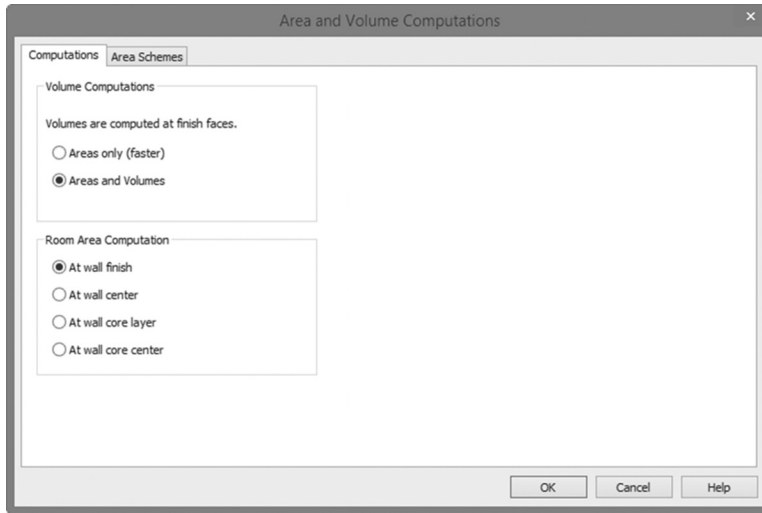 Area and Volume Computations
Computations
Area Schemes
Volume Computations
Volumes are computed at finish faces.
Areas only (faster)
Areas and Volumes
Room Area Computation
At wall finish
At wall center
At wall core layer
At wall core center
OK
Cancel
Help